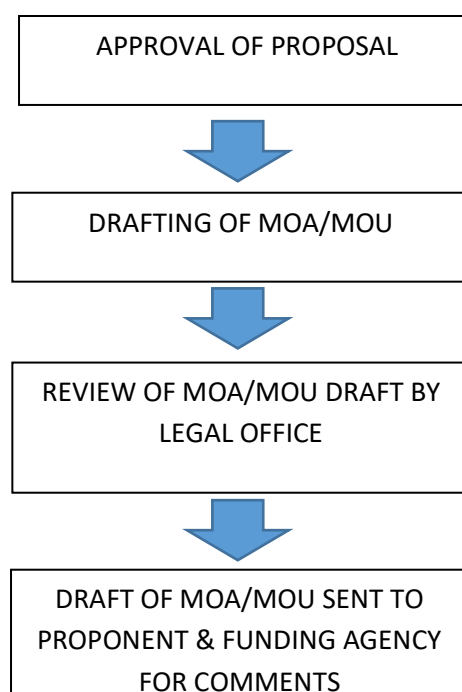 APPROVAL OF PROPOSAL
DRAFTING OF MOA/MOU
REVIEW OF MOA/MOU DRAFT BY
LEGAL OFFICE
DRAFT OF MOA/MOU SENT TO
PROPONENT & FUNDING AGENCY
FOR COMMENTS